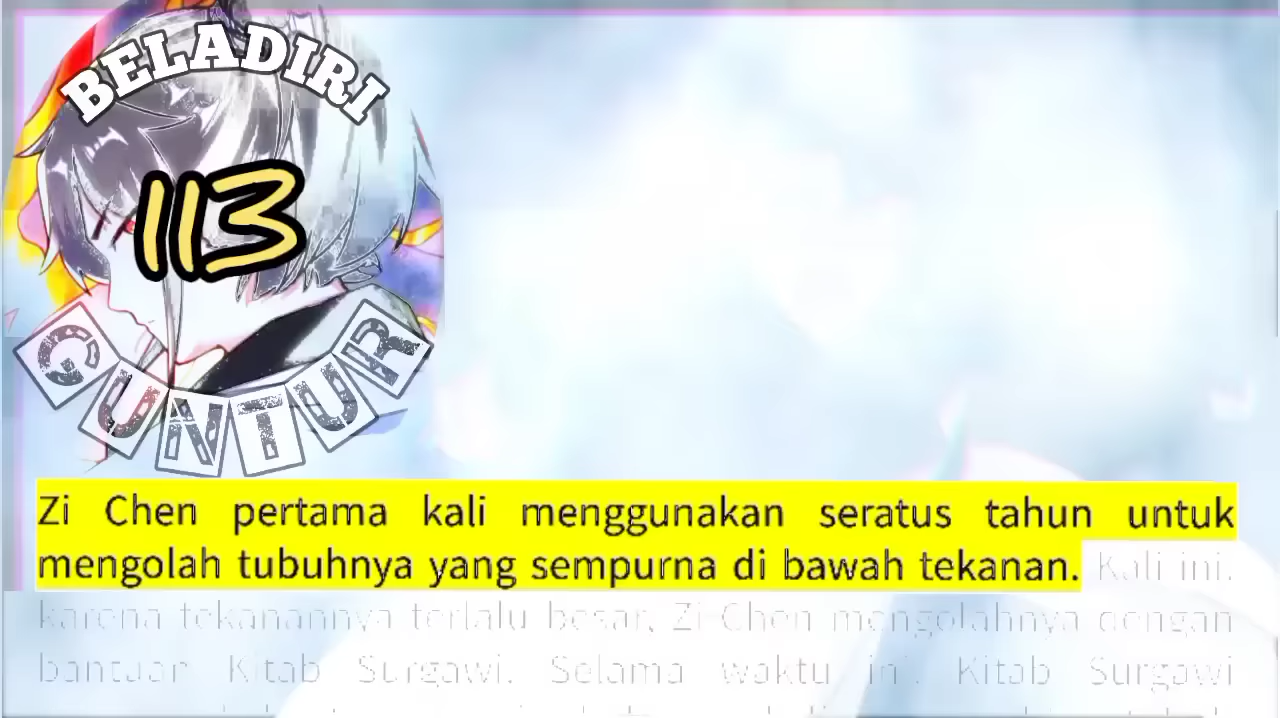 BELADIRI
113
GUNTUR
Zi Chen pertama kali menggunakan seratus tahun untuk
mengolah tubuhnya yang sempurna di bawah tekanan. Kali ini,
karena tekanannya terlalu besar, Zi Chen mengolahnya dengan
bantuan Kitab Surgawi. Selama waktu ini, Kitab Surgawi